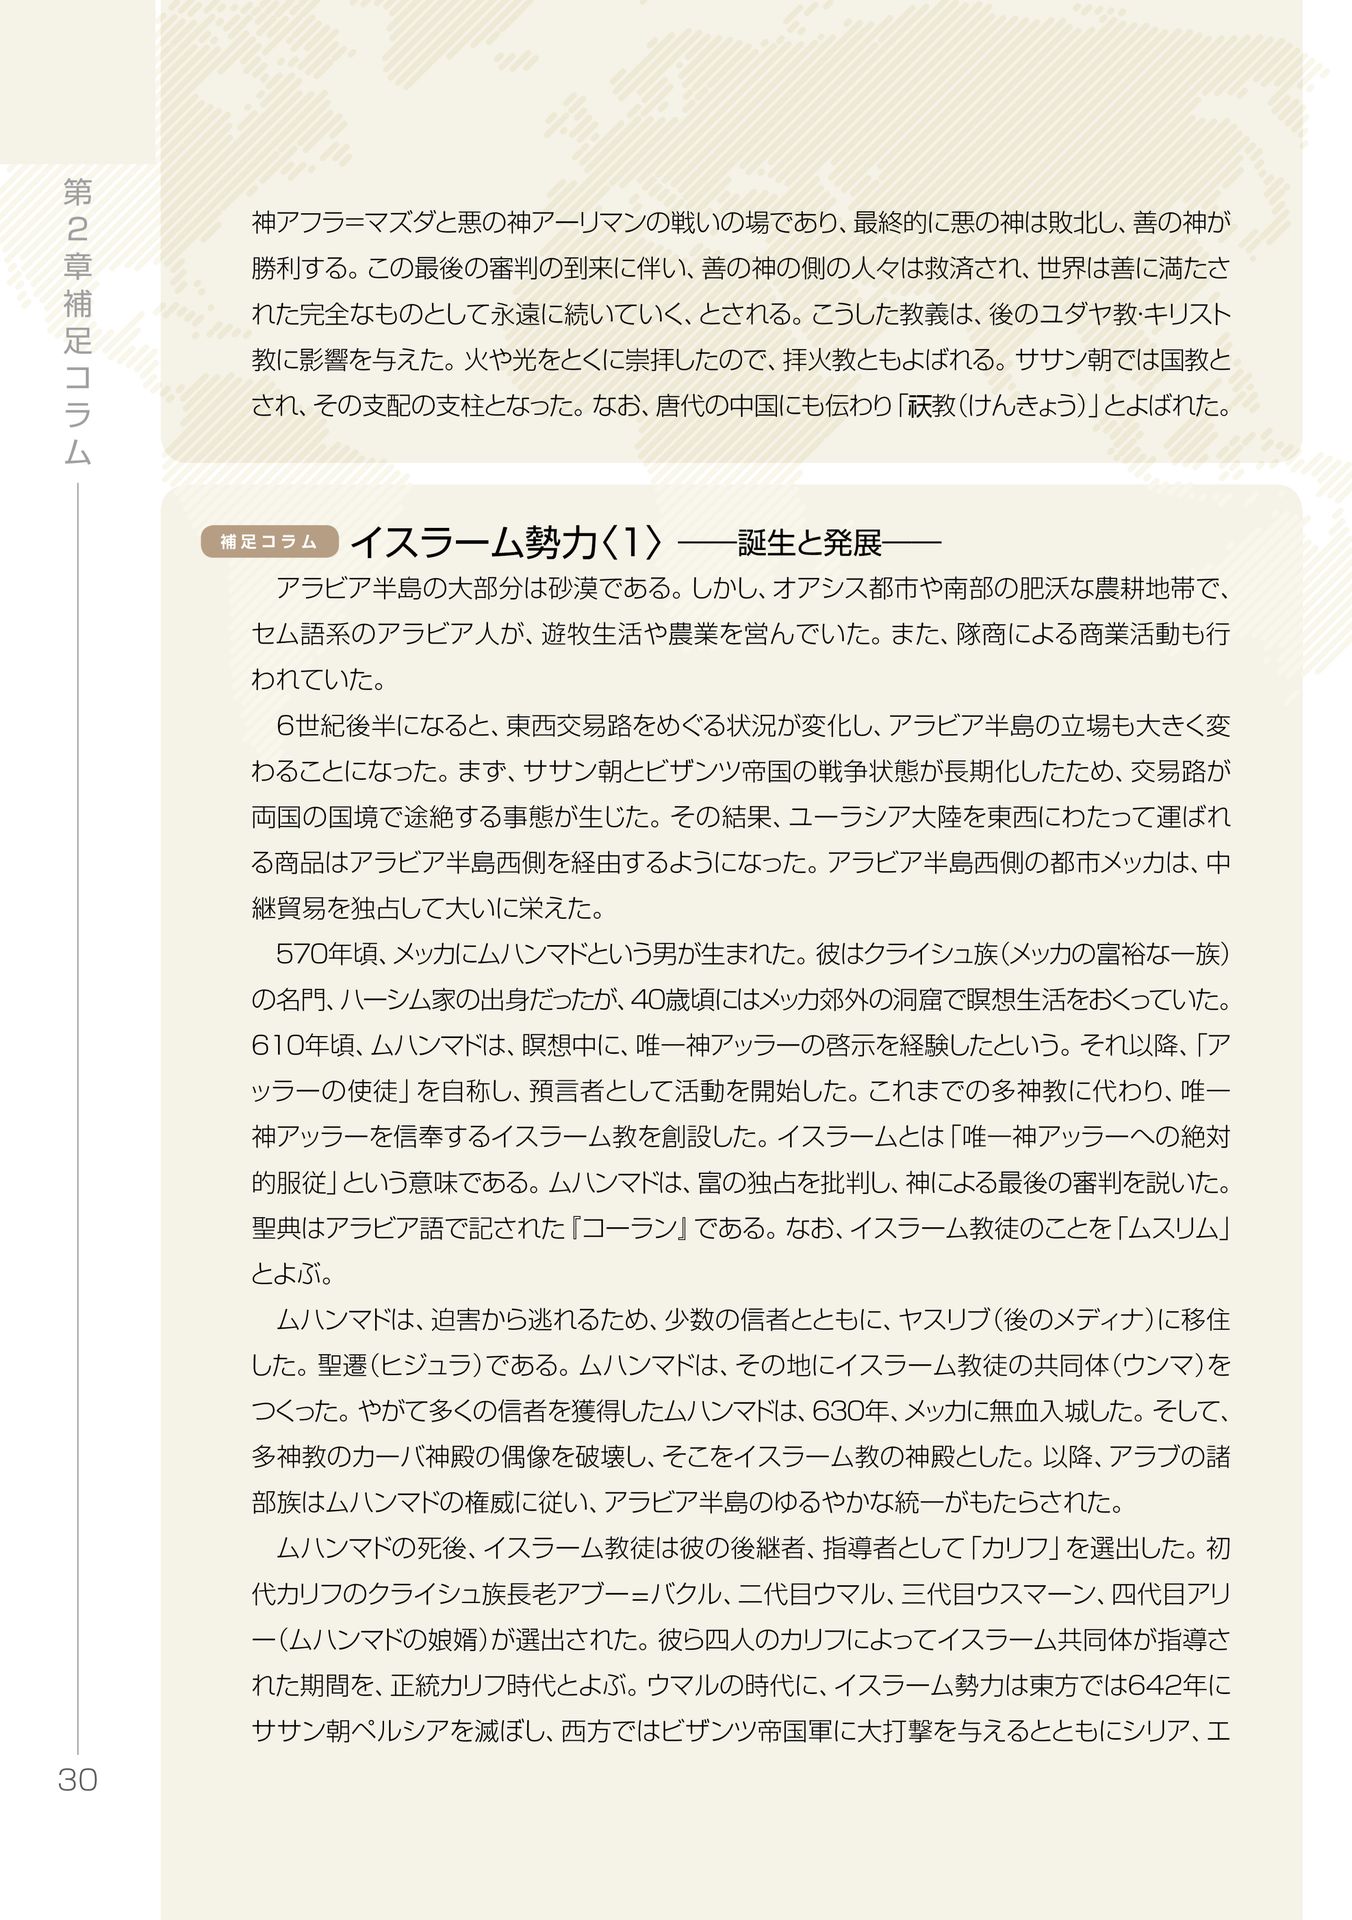 第2章補足コラム
神アフラ=マズダと悪の神アーリマンの戦いの場であり、最終的に悪の神は敗北し、善の神が
勝利する。この最後の審判の到来に伴い、善の神の側の人々は救済され、世界は善に満たさ
れた完全なものとして永遠に続いていく、とされる。こうした教義は、後のユダヤ教・キリスト
教に影響を与えた。火や光をとくに崇拝したので、拝火教ともよばれる。ササン朝では国教と
され、その支配の支柱となった。なお、唐代の中国にも伝わり「祆教（けんきょう）」とよばれた。
補足コラム イスラーム勢力〈1〉 ――誕生と発展――
アラビア半島の大部分は砂漠である。しかし、オアシス都市や南部の肥沃な農耕地帯で、
セム語系のアラビア人が、遊牧生活や農業を営んでいた。また、隊商による商業活動も行
われていた。
6世紀後半になると、東西交易路をめぐる状況が変化し、アラビア半島の立場も大きく変
わることになった。まず、ササン朝とビザンツ帝国の戦争状態が長期化したため、交易路が
両国の国境で途絶する事態が生じた。その結果、ユーラシア大陸を東西にわたって運ばれ
る商品はアラビア半島西側を経由するようになった。アラビア半島西側の都市メッカは、中
継貿易を独占して大いに栄えた。
570年頃、メッカにムハンマドという男が生まれた。彼はクライシュ族（メッカの富裕な一族）
の名門、ハーシム家の出身だったが、40歳頃にはメッカ郊外の洞窟で瞑想生活をおくっていた。
610年頃、ムハンマドは、瞑想中に、唯一神アッラーの啓示を経験したという。それ以降、「ア
ッラーの使徒」を自称し、預言者として活動を開始した。これまでの多神教に代わり、唯一
神アッラーを信奉するイスラーム教を創設した。イスラームとは「唯一神アッラーへの絶対
的服従」という意味である。ムハンマドは、富の独占を批判し、神による最後の審判を説いた。
聖典はアラビア語で記された『コーラン』である。なお、イスラーム教徒のことを「ムスリム」
とよぶ。
ムハンマドは、迫害から逃れるため、少数の信者とともに、ヤスリブ（後のメディナ）に移住
した。聖遷（ヒジュラ）である。ムハンマドは、その地にイスラーム教徒の共同体（ウンマ）を
つくった。やがて多くの信者を獲得したムハンマドは、630年、メッカに無血入城した。そして、
多神教のカーバ神殿の偶像を破壊し、そこをイスラーム教の神殿とした。以降、アラブの諸
部族はムハンマドの権威に従い、アラビア半島のゆるやかな統一がもたらされた。
ムハンマドの死後、イスラーム教徒は彼の後継者、指導者として「カリフ」を選出した。初
代カリフのクライシュ族長老アブー=バクル、二代目ウマル、三代目ウスマーン、四代目アリ
ー（ムハンマドの娘婿）が選出された。彼ら四人のカリフによってイスラーム共同体が指導さ
れた期間を、正統カリフ時代とよぶ。ウマルの時代に、イスラーム勢力は東方では642年に
ササン朝ペルシアを滅ぼし、西方ではビザンツ帝国軍に大打撃を与えるとともにシリア、エ
30